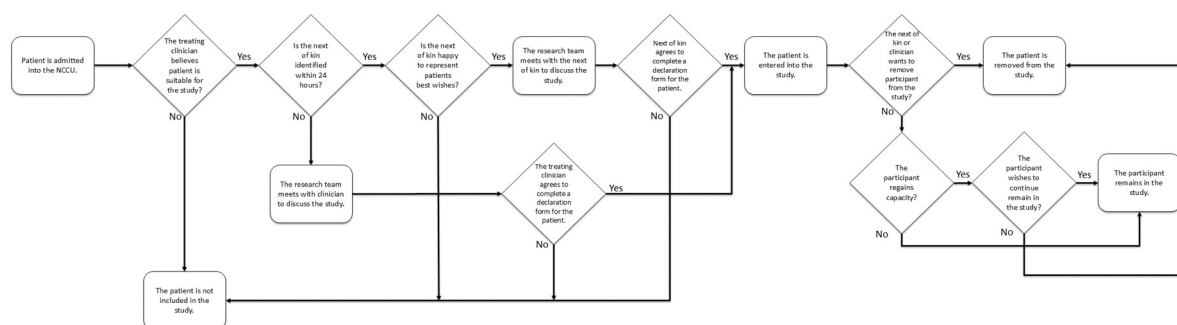 Patient is admitted
into the NCCU.
The
treating
clinician
believes
patient is
suitable for
the study?
Yes
No
Is the next
of kin
identified
within 24
hours?
Yes
No
Is the next
of kin happy
to represent
patients
best wishes?
Yes
No
The research team
meets with the next
of kin to discuss the
study.
Next of kin
agrees to
complete a
declaration
form for the
patient.
Yes
No
The patient is
entered into the
study.
The next of
kin or
clinician
wants to
remove
participant
from the
study?
Yes
No
The patient is
removed from the
study.
The research team
meets with clinician
to discuss the study.
The treating
clinician
agrees to
complete a
declaration
form for the
patient.
Yes
No
The
participant
regains
capacity?
Yes
No
The
participant
wishes to
continue
remain in
the study?
Yes
No
The participant
remains in the
study.
The patient is not
included in the
study.